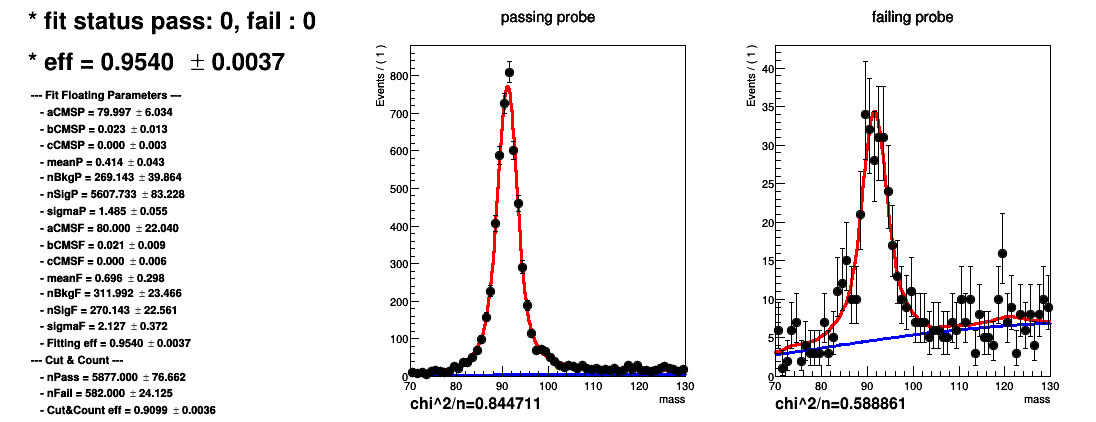 * fit status pass: 0, fail : 0
* eff = 0.9540 ± 0.0037
--- Fit Floating Parameters ---
- aCMSP = 79.997 ± 6.034
- bCMSP = 0.023 ± 0.013
- cCMSP = 0.000 ± 0.003
- meanP = 0.414 ± 0.043
- nBkgP = 269.143 ± 39.864
- nSigP = 5607.733 ± 83.228
- sigmaP = 1.485 ± 0.055
- aCMSF = 80.000 ± 22.040
- bCMSF = 0.021 ± 0.009
- cCMSF = 0.000 ± 0.006
- meanF = 0.696 ± 0.298
- nBkgF = 311.992 ± 23.466
- nSigF = 270.143 ± 22.561
- sigmaF = 2.127 ± 0.372
- Fitting eff = 0.9540 ± 0.0037
--- Cut & Count ---
- nPass = 5877.000 ± 76.662
- nFail = 582.000 ± 24.125
- Cut&Count eff = 0.9099 ± 0.0036
passing probe
Events / ( 1 )
800
700
600
500
400
300
200
100
0
70 80 90 100 110 120 130
mass
chi^2/n=0.844711
failing probe
Events / ( 1 )
40
35
30
25
20
15
10
5
0
70 80 90 100 110 120 130
mass
chi^2/n=0.588861